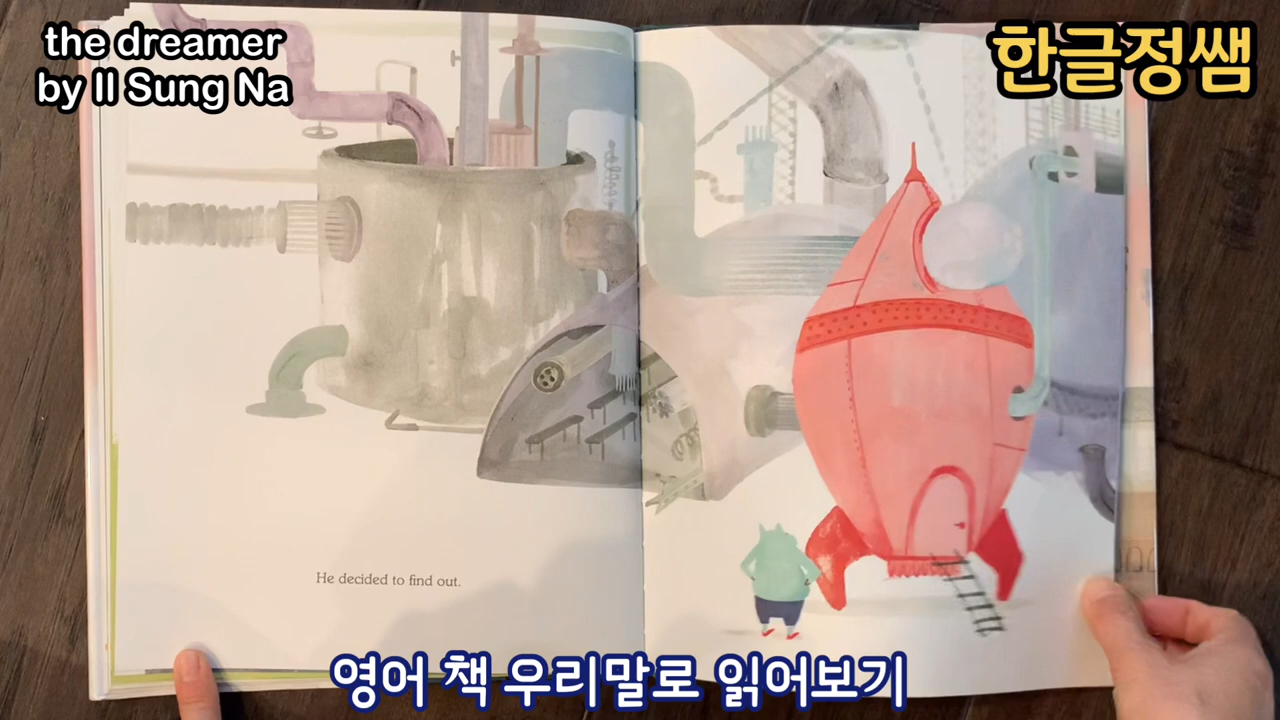 the dreamer
by Il Sung Na
한글정쌤
He decided to find out.
영어 책 우리말로 읽어보기